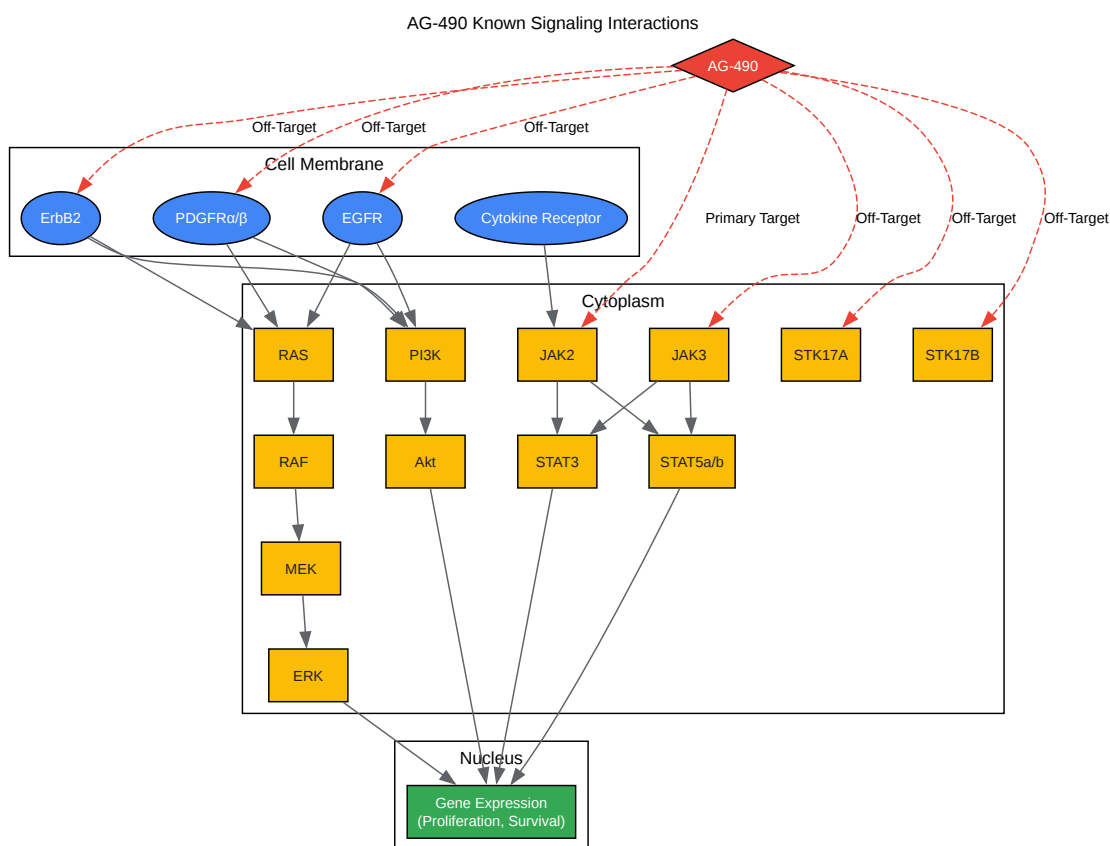 AG-490 Known Signaling Interactions
AG-490
Off-Target
Off-Target
Off-Target
Cell Membrane
ErbB2
PDGFRα/β
EGFR
Cytokine Receptor
Primary Target
Off-Target
Off-Target
Off-Target
Cytoplasm
RAS
PI3K
JAK2
JAK3
STK17A
STK17B
RAF
Akt
STAT3
STAT5a/b
MEK
ERK
Nucleus
Gene Expression
(Proliferation, Survival)